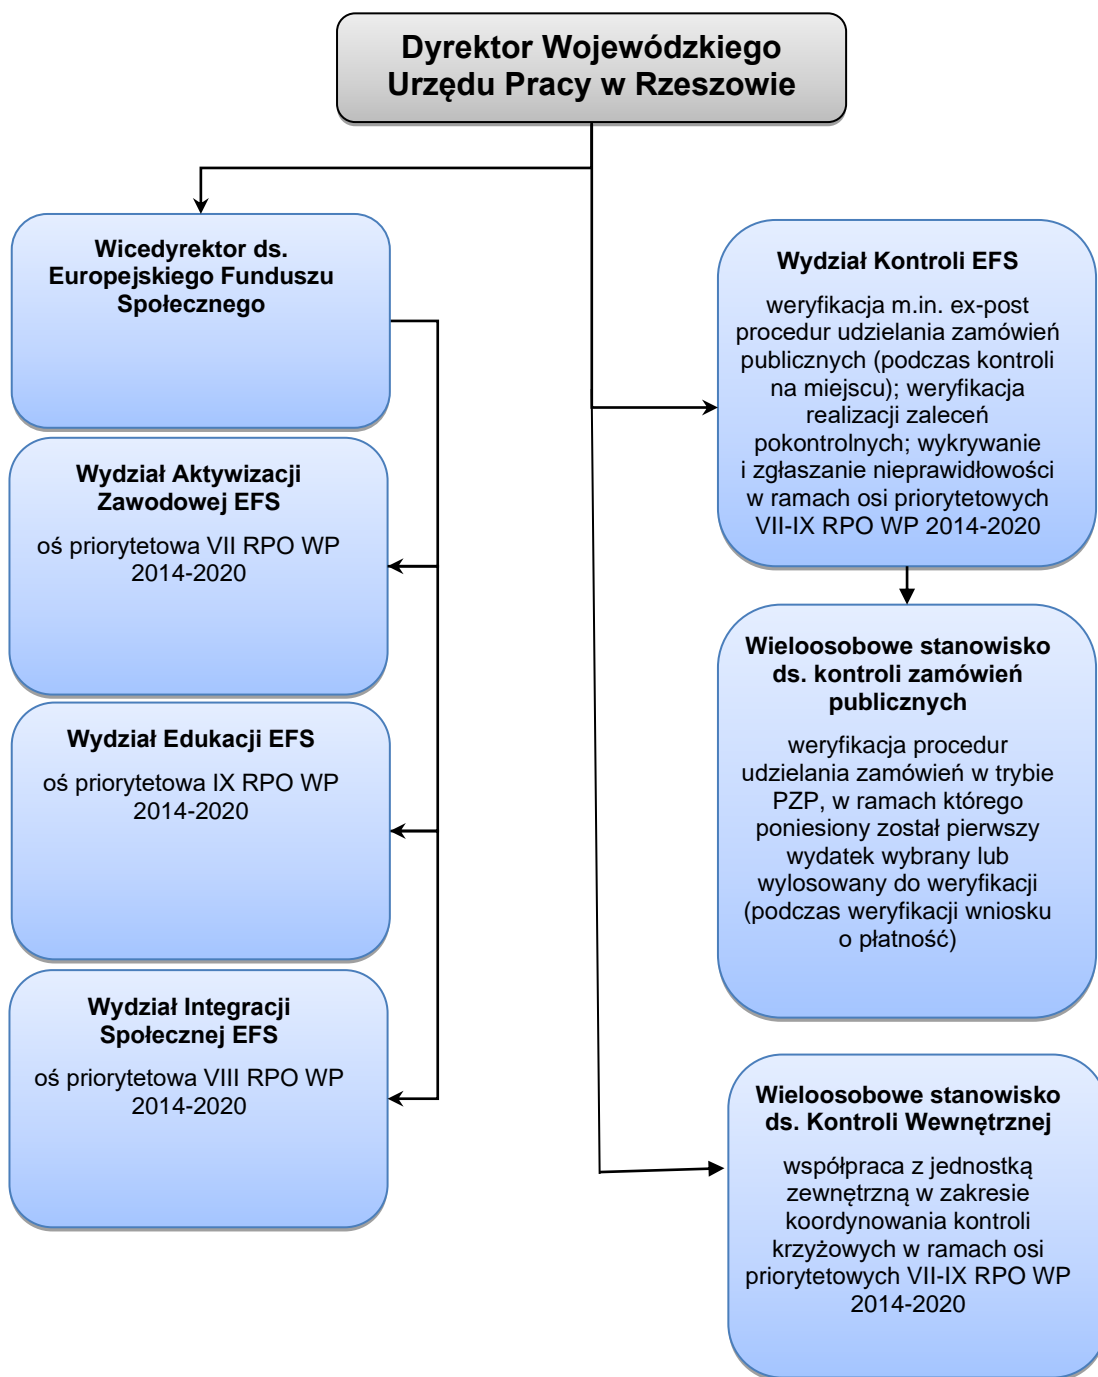 Dyrektor Wojewódzkiego
Urzędu Pracy w Rzeszowie
Wicedyrektor ds.
Europejskiego Funduszu
Społecznego
Wydział Aktywizacji
Zawodowej EFS
oś priorytetowa VII RPO WP
2014-2020
Wydział Edukacji EFS
oś priorytetowa IX RPO WP
2014-2020
Wydział Integracji
Społecznej EFS
oś priorytetowa VIII RPO WP
2014-2020
Wydział Kontroli EFS
weryfikacja m.in. ex-post
procedur udzielania zamówień
publicznych (podczas kontroli
na miejscu); weryfikacja
realizacji zaleceń
pokontrolnych; wykrywanie
i zgłaszanie nieprawidłowości
w ramach osi priorytetowych
VII-IX RPO WP 2014-2020
Wieloosobowe stanowisko
ds. kontroli zamówień
publicznych
weryfikacja procedur
udzielania zamówień w trybie
PZP, w ramach którego
poniesiony został pierwszy
wydatek wybrany lub
wylosowany do weryfikacji
(podczas weryfikacji wniosku
o płatność)
Wieloosobowe stanowisko
ds. Kontroli Wewnętrznej
współpraca z jednostką
zewnętrzną w zakresie
koordynowania kontroli
krzyżowych w ramach osi
priorytetowych VII-IX RPO WP
2014-2020